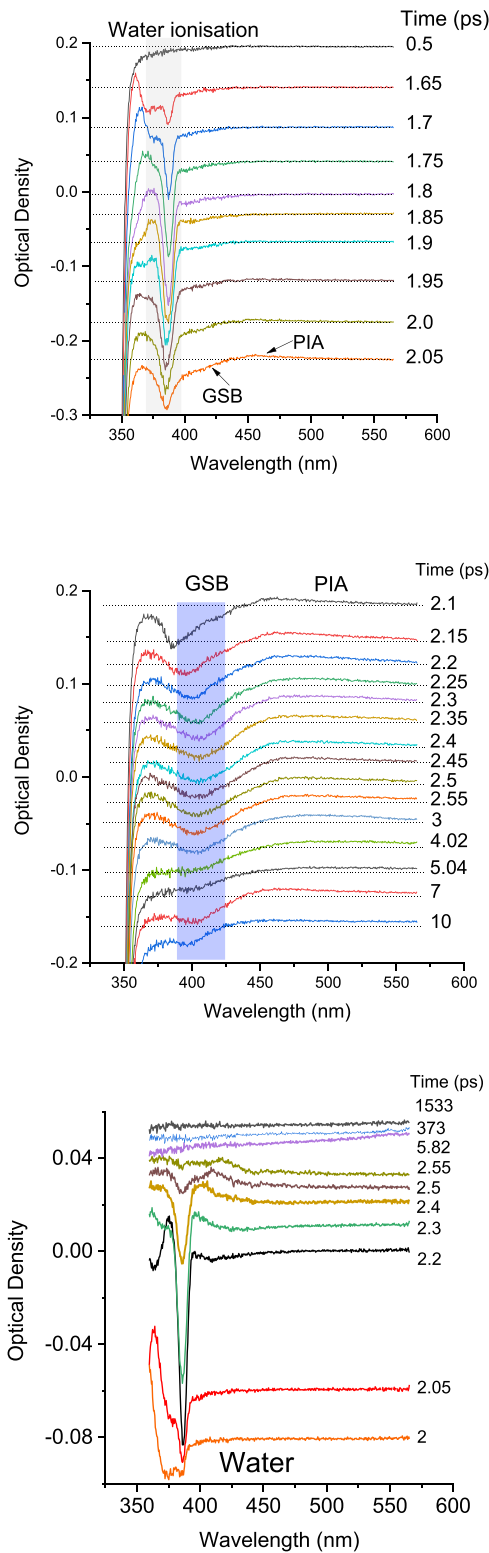 Time (ps)
Water ionisation
0.2
0.5
1.65
0.1
1.7
1.75
0.0
1.8
1.85
1.9
-0.1
1.95
-0.2
2.0
PIA
2.05
GSB
-0.3
350 400 450 500 550 600
Wavelength (nm)
Optical Density
Time (ps)
GSB PIA
0.2
2.1
2.15
2.2
0.1
2.25
2.3
2.35
2.4
0.0
2.45
2.5
2.55
3
-0.1
4.02
5.04
7
10
-0.2
350 400 450 500 550 600
Wavelength (nm)
Optical Density
Time (ps)
1533
373
5.82
0.04
2.55
2.5
2.4
2.3
0.00
2.2
-0.04
2.05
-0.08
2
Water
350 400 450 500 550 600
Wavelength (nm)
Optical Density